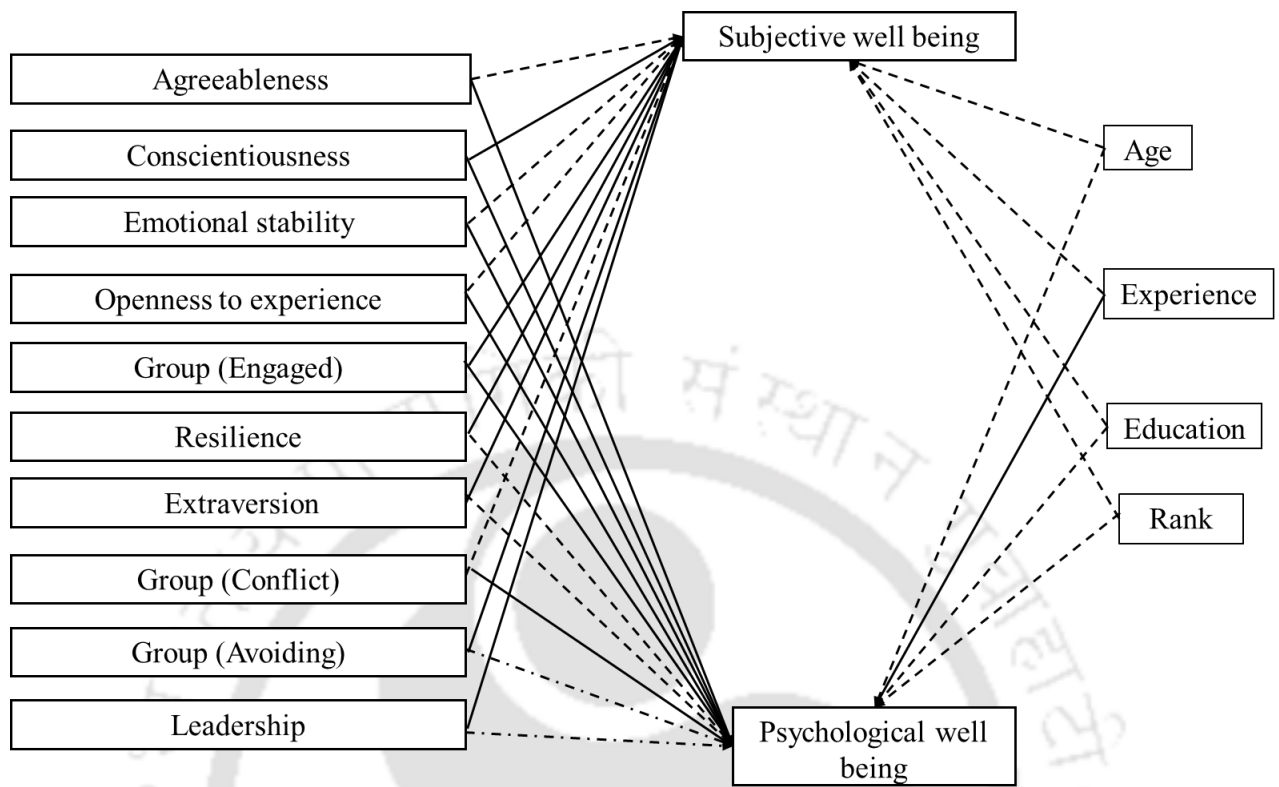 Subjective well being
Agreeableness
Conscientiousness
Emotional stability
Openness to experience
Group (Engaged)
Resilience
Extraversion
Group (Conflict)
Group (Avoiding)
Leadership
Age
Experience
Education
Rank
Psychological well
being